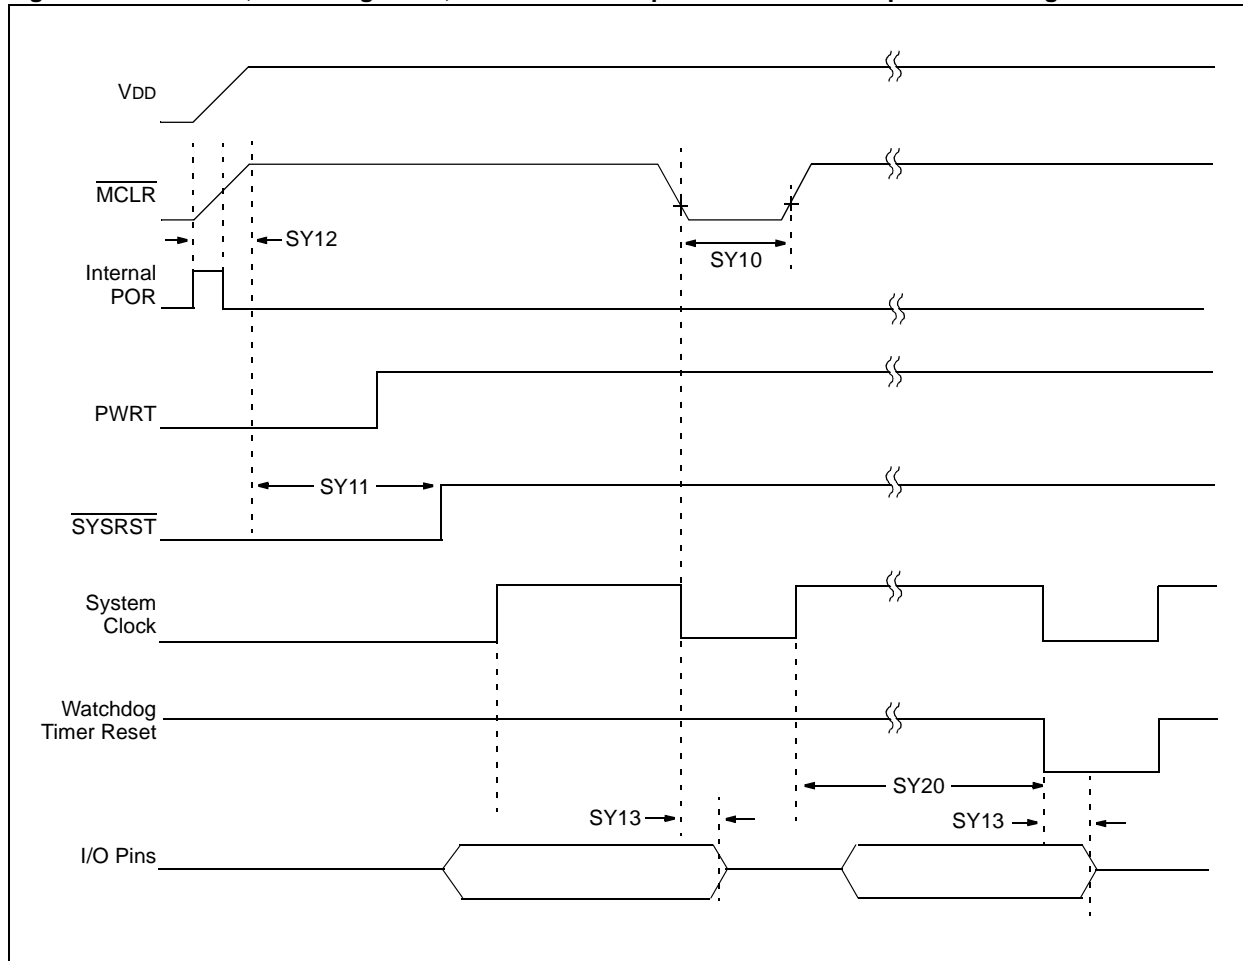 VDD
MCLR
SY12
SY10
Internal
POR
PWRT
SY11
SYSRST
System
Clock
Watchdog
Timer Reset
SY20
SY13
SY13
I/O Pins